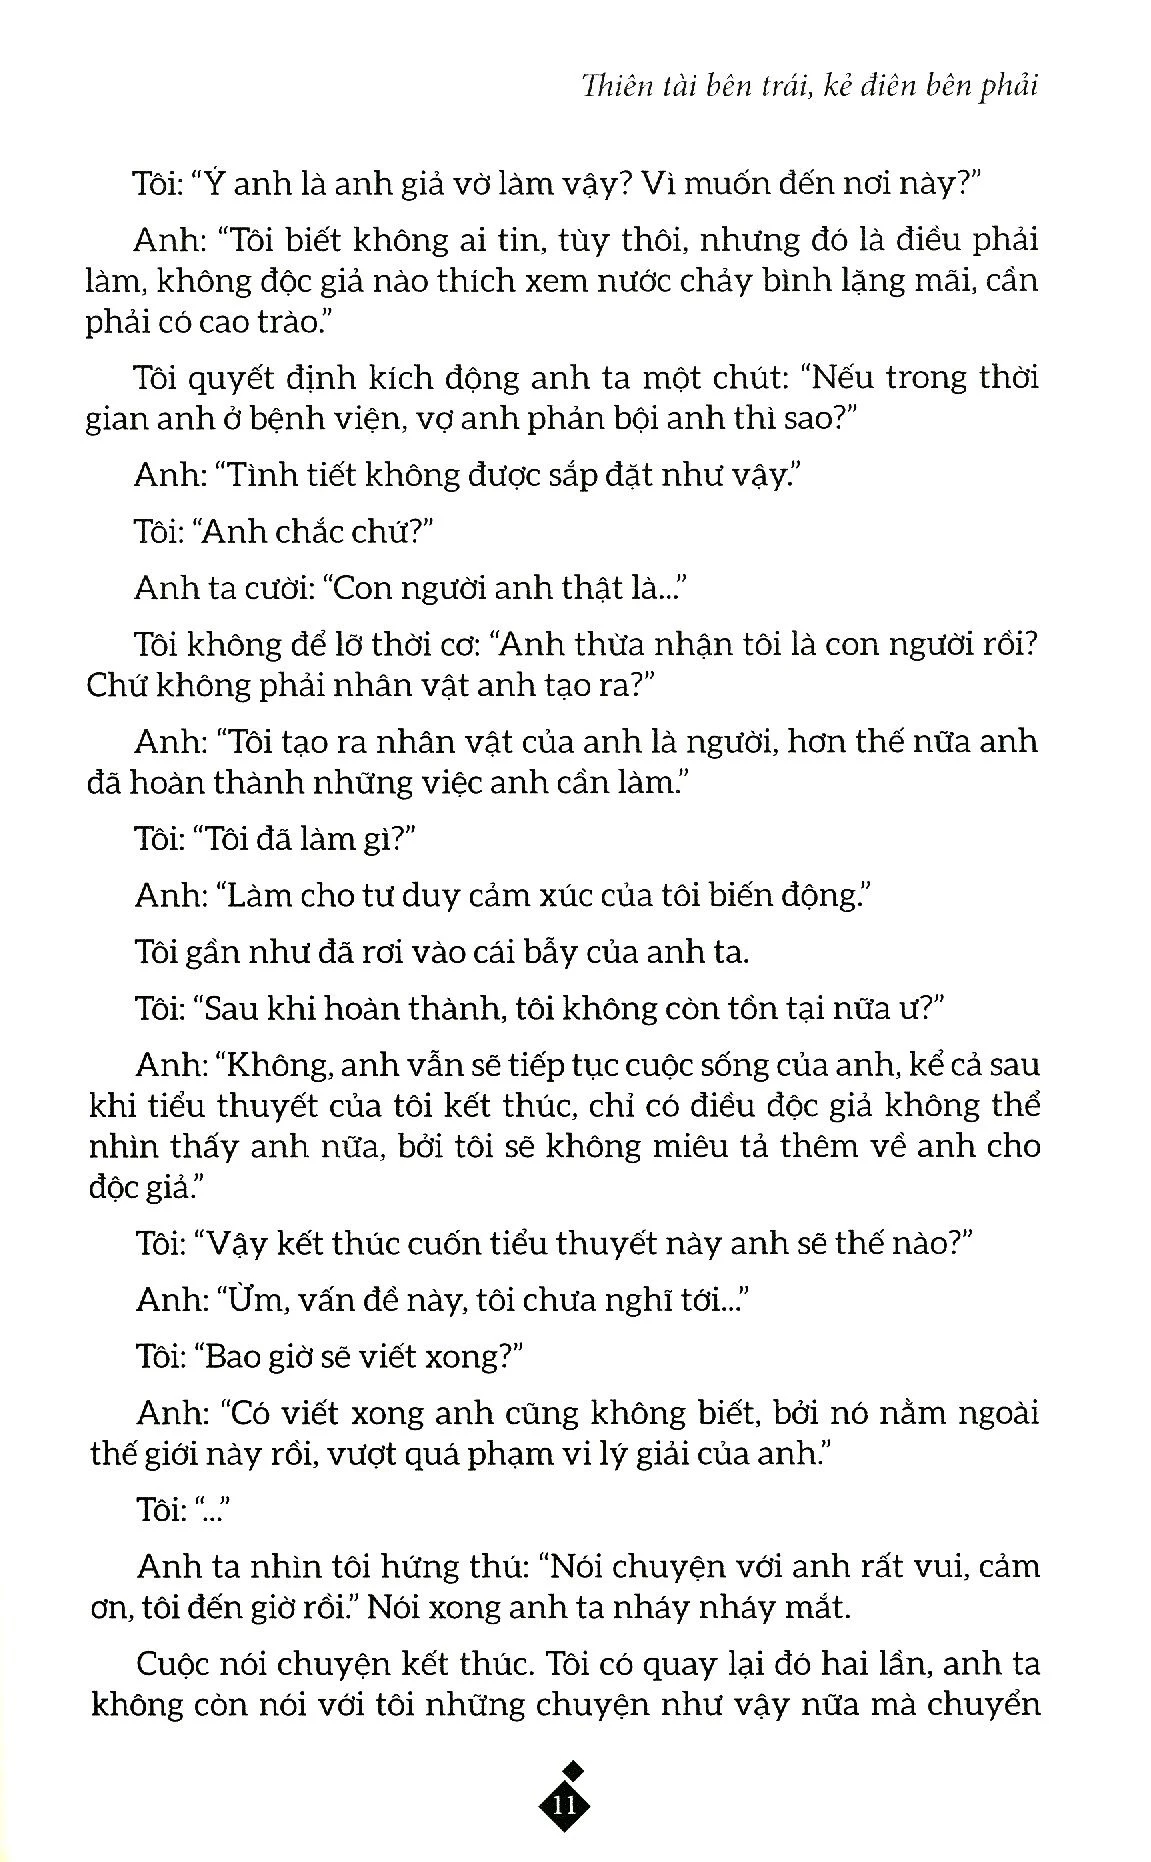 Thiên tài bên trái, kẻ điên bên phải
Tôi: “Ý anh là anh giả vờ làm vậy? Vì muốn đến nơi này?”
Anh: “Tôi biết không ai tin, tùy thôi, nhưng đó là điều phải
làm, không độc giả nào thích xem nước chảy bình lặng mãi, cần
phải có cao trào.”
Tôi quyết định kích động anh ta một chút: “Nếu trong thời
gian anh ở bệnh viện, vợ anh phản bội anh thì sao?”
Anh: “Tình tiết không được sắp đặt như vậy.”
Tôi: “Anh chắc chứ?”
Anh ta cười: “Con người anh thật là...”
Tôi không để lỡ thời cơ: “Anh thừa nhận tôi là con người rồi?
Chứ không phải nhân vật anh tạo ra?”
Anh: “Tôi tạo ra nhân vật của anh là người, hơn thế nữa anh
đã hoàn thành những việc anh cần làm.”
Tôi: “Tôi đã làm gì?”
Anh: “Làm cho tư duy cảm xúc của tôi biến động.”
Tôi gần như đã rơi vào cái bẫy của anh ta.
Tôi: “Sau khi hoàn thành, tôi không còn tồn tại nữa ư?”
Anh: “Không, anh vẫn sẽ tiếp tục cuộc sống của anh, kể cả sau
khi tiểu thuyết của tôi kết thúc, chỉ có điều độc giả không thể
nhìn thấy anh nữa, bởi tôi sẽ không miêu tả thêm về anh cho
độc giả.”
Tôi: “Vậy kết thúc cuốn tiểu thuyết này anh sẽ thế nào?”
Anh: “Ừm, vấn đề này, tôi chưa nghĩ tới...”
Tôi: “Bao giờ sẽ viết xong?”
Anh: “Có viết xong anh cũng không biết, bởi nó nằm ngoài
thế giới này rồi, vượt quá phạm vi lý giải của anh.”
Tôi: “...”
Anh ta nhìn tôi hứng thú: “Nói chuyện với anh rất vui, cảm
ơn, tôi đến giờ rồi.” Nói xong anh ta nháy nháy mắt.
Cuộc nói chuyện kết thúc. Tôi có quay lại đó hai lần, anh ta
không còn nói với tôi những chuyện như vậy nữa mà chuyển
11